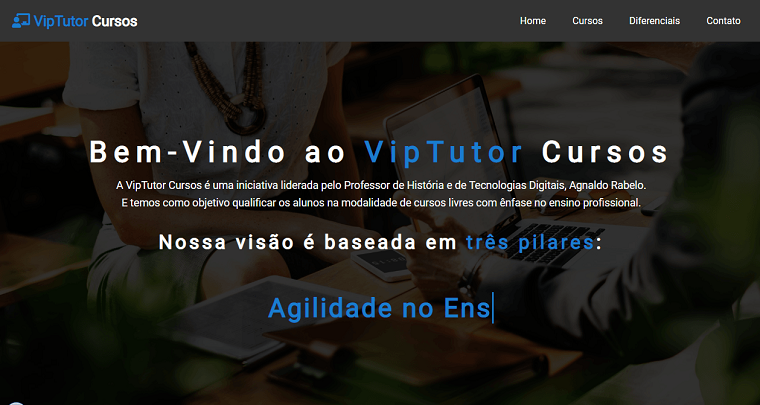 VipTutor Cursos
Home Cursos Diferenciais Contato
Bem-Vindo ao VipTutor Cursos
A VipTutor Cursos é uma iniciativa liderada pelo Professor de História e de Tecnologias Digitais, Agnaldo Rabelo.
E temos como objetivo qualificar os alunos na modalidade de cursos livres com ênfase no ensino profissional.
Nossa visão é baseada em três pilares:
Agilidade no Ens